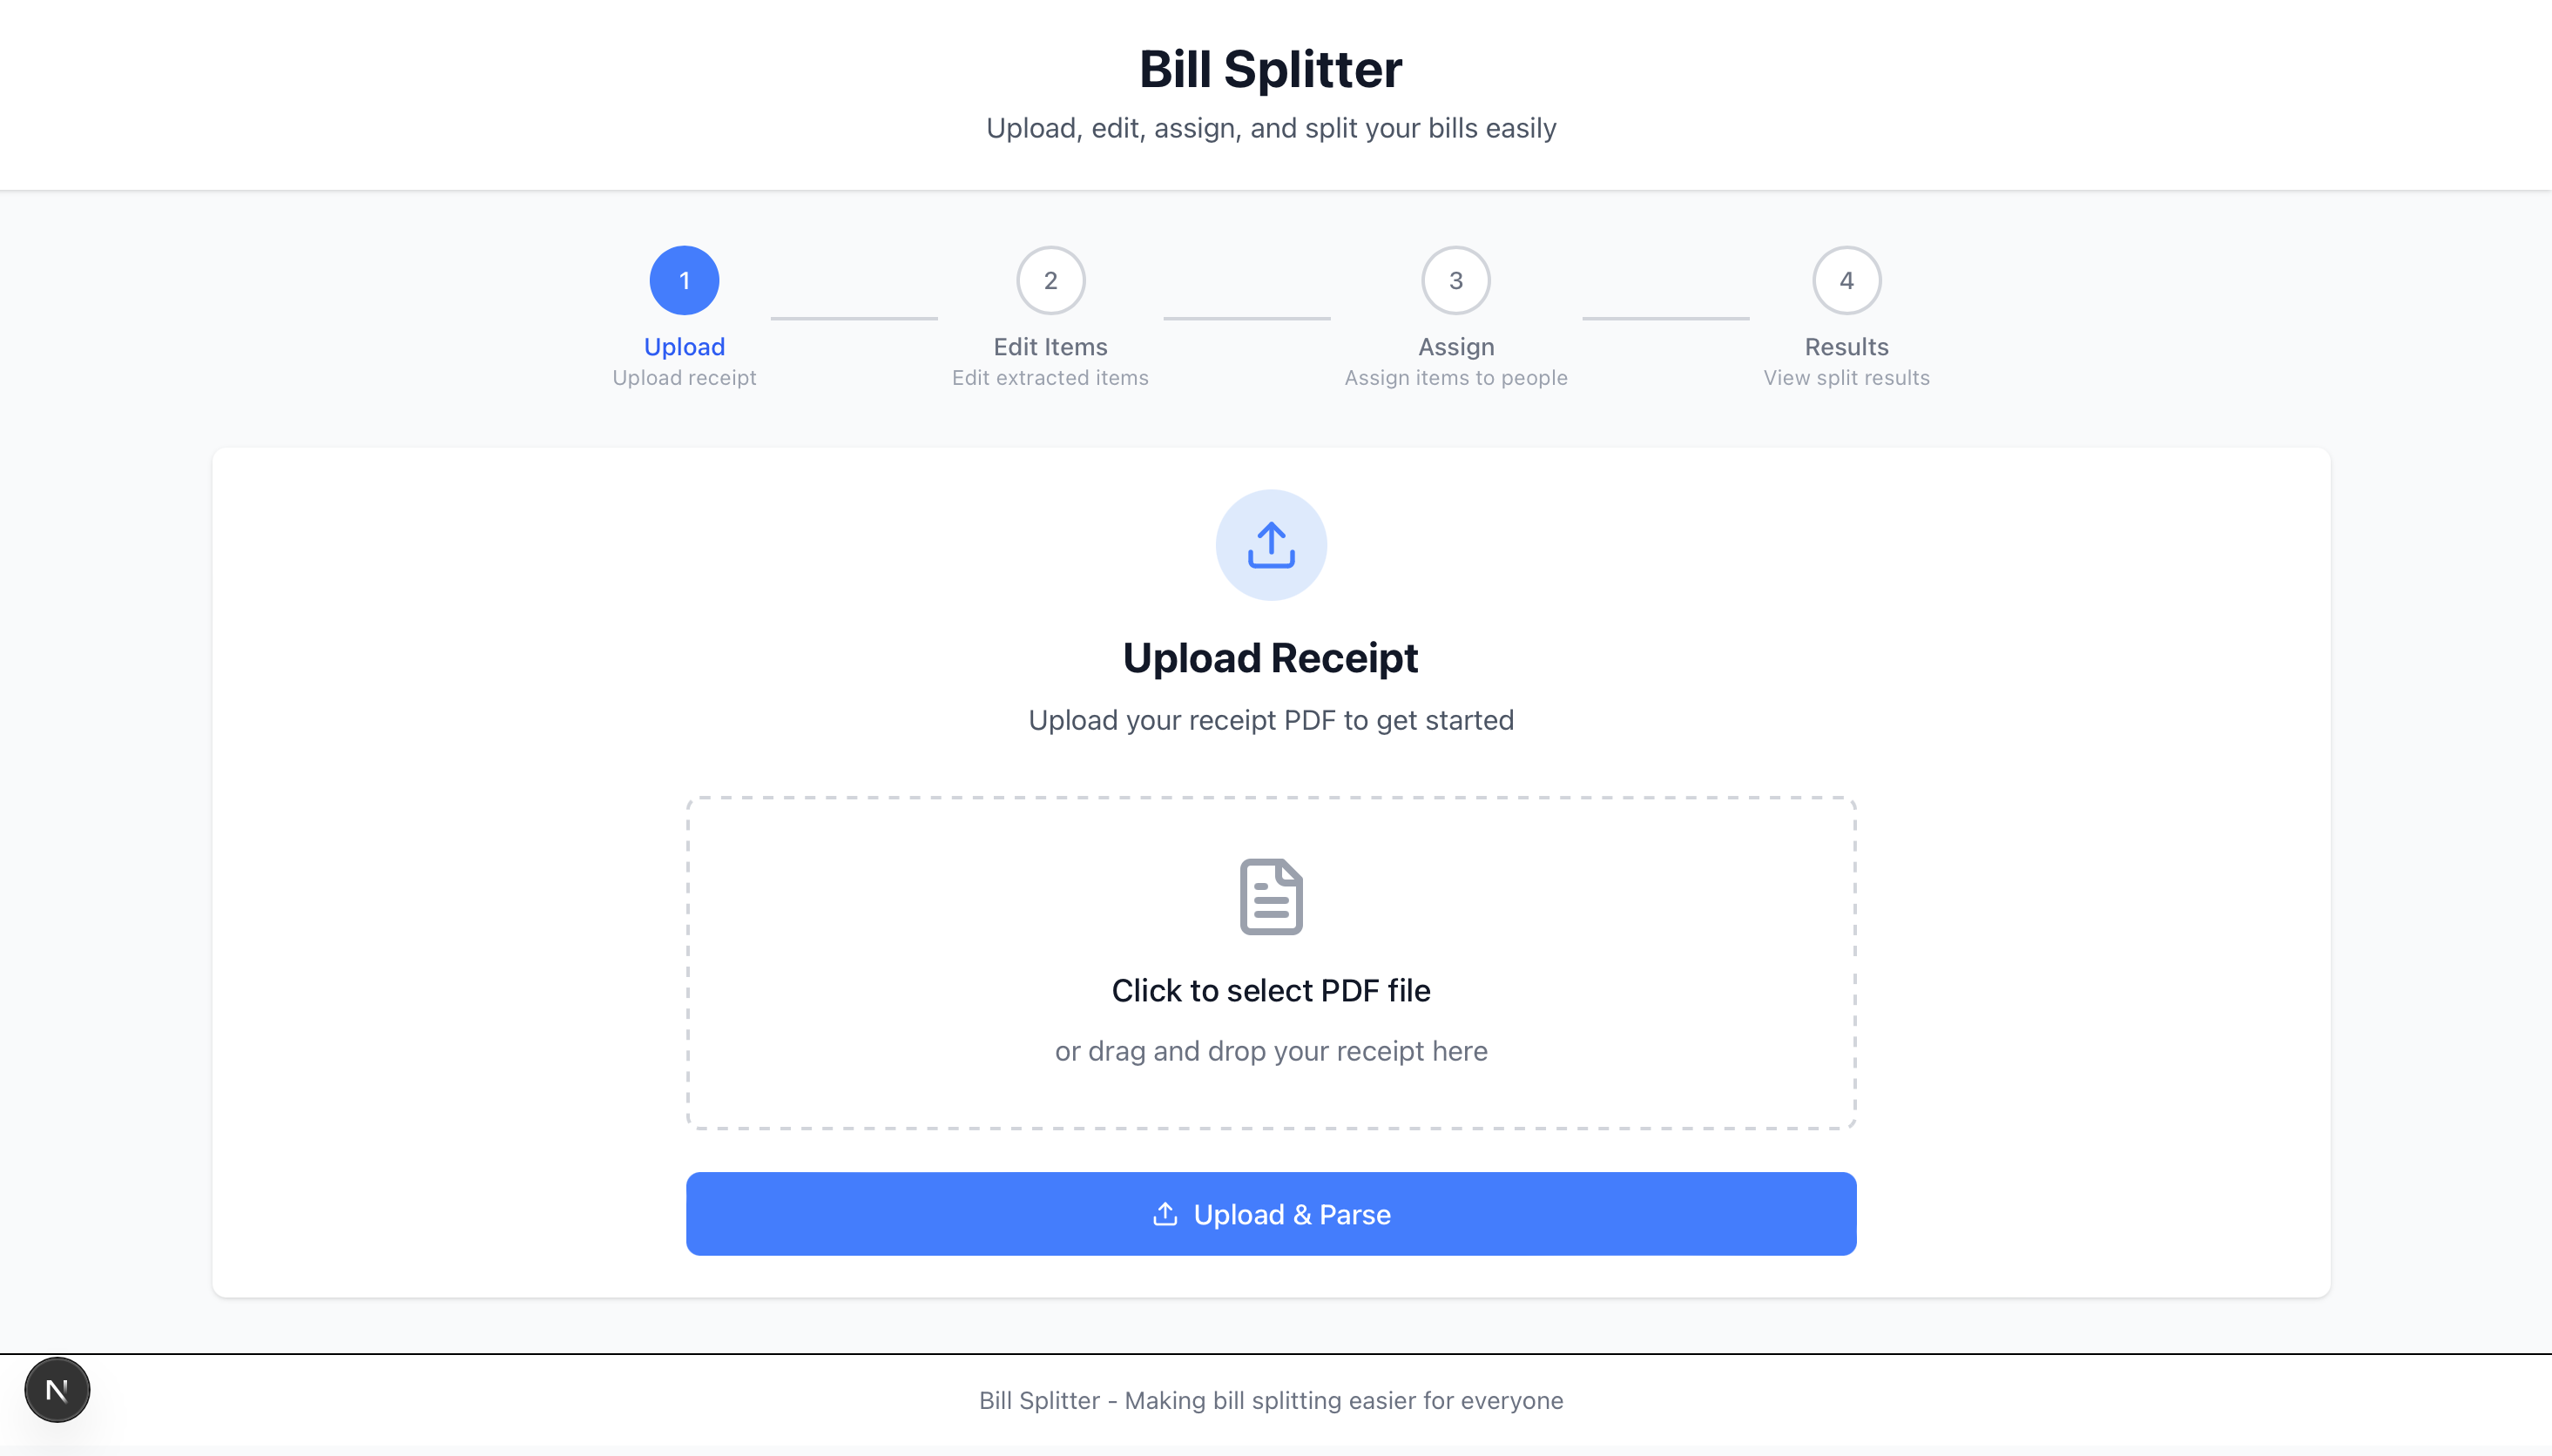 Bill Splitter
Upload, edit, assign, and split your bills easily
1
2
3
4
Upload
Edit Items
Assign
Results
Upload receipt
Edit extracted items
Assign items to people
View split results
Upload Receipt
Upload your receipt PDF to get started
Click to select PDF file
or drag and drop your receipt here
Upload & Parse
N
Bill Splitter - Making bill splitting easier for everyone